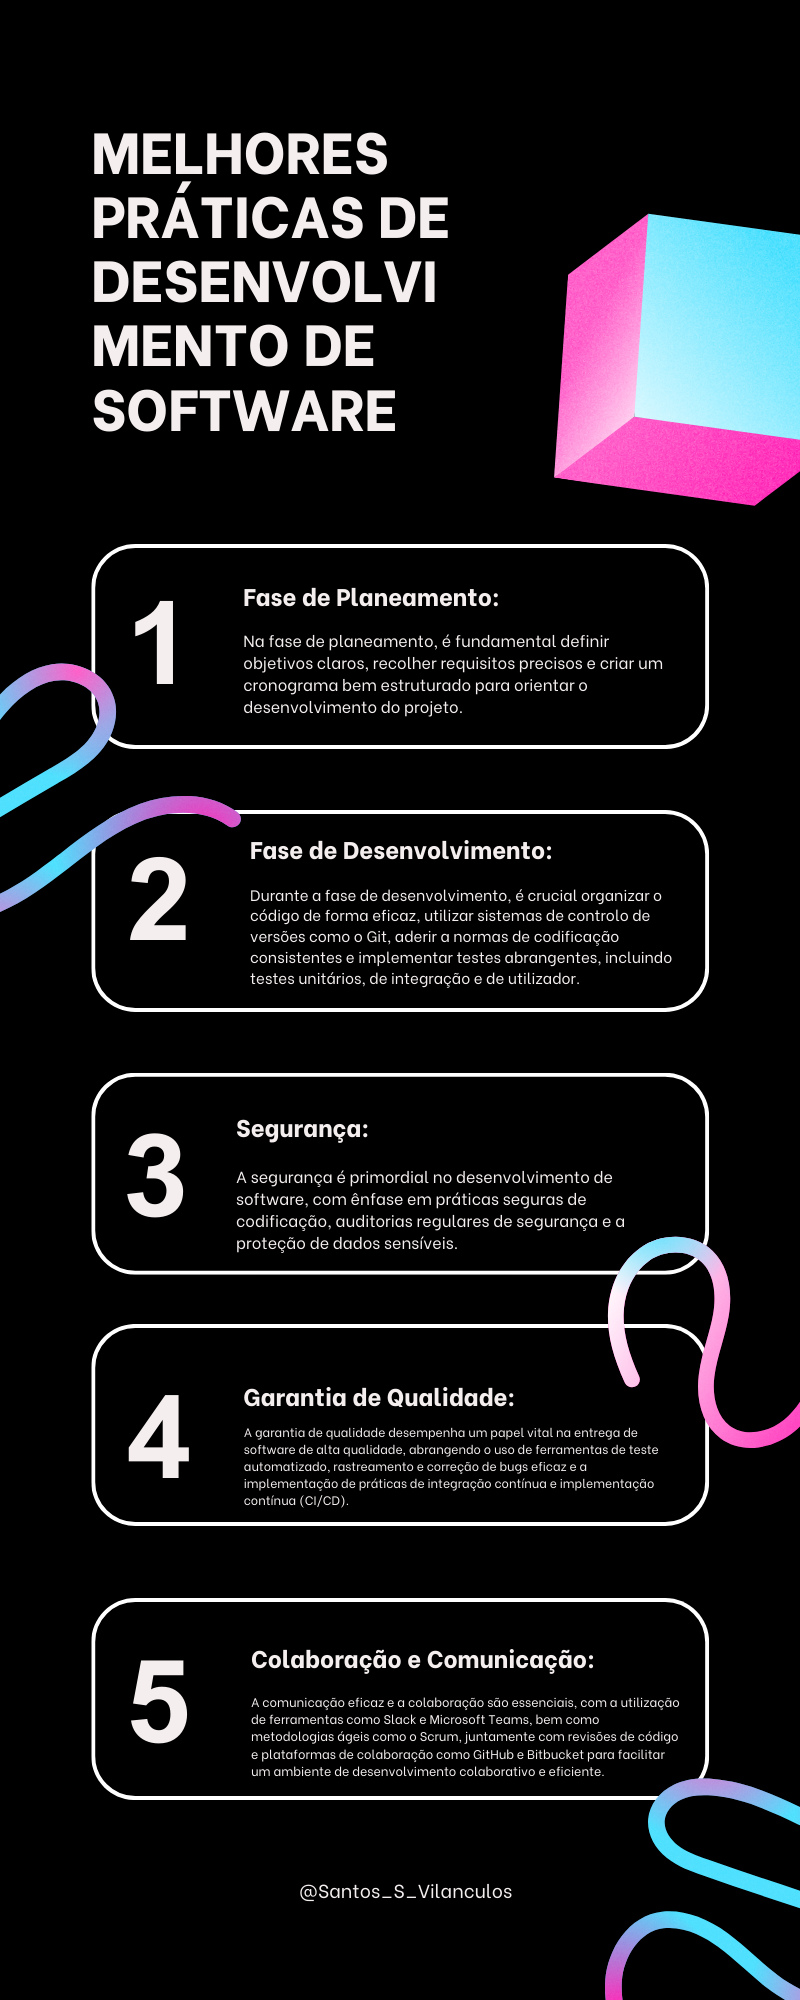 MELHORES
PRÁTICAS DE
DESENVOLVI
MENTO DE
SOFTWARE
1
Fase de Planeamento:
Na fase de planeamento, é fundamental definir
objetivos claros, recolher requisitos precisos e criar um
cronograma bem estruturado para orientar o
desenvolvimento do projeto.
2
Fase de Desenvolvimento:
Durante a fase de desenvolvimento, é crucial organizar o
código de forma eficaz, utilizar sistemas de controlo de
versões como o Git, aderir a normas de codificação
consistentes e implementar testes abrangentes, incluindo
testes unitários, de integração e de utilizador.
3
Segurança:
A segurança é primordial no desenvolvimento de
software, com ênfase em práticas seguras de
codificação, auditorias regulares de segurança e a
proteção de dados sensíveis.
4
Garantia de Qualidade:
A garantia de qualidade desempenha um papel vital na entrega de
software de alta qualidade, abrangendo o uso de ferramentas de teste
automatizado, rastreamento e correção de bugs eficaz e a
implementação de práticas de integração contínua e implementação
contínua (CI/CD).
5
Colaboração e Comunicação:
A comunicação eficaz e a colaboração são essenciais, com a utilização
de ferramentas como Slack e Microsoft Teams, bem como
metodologias ágeis como o Scrum, juntamente com revisões de código
e plataformas de colaboração como GitHub e Bitbucket para facilitar
um ambiente de desenvolvimento colaborativo e eficiente.
@Santos_S_Vilanculos